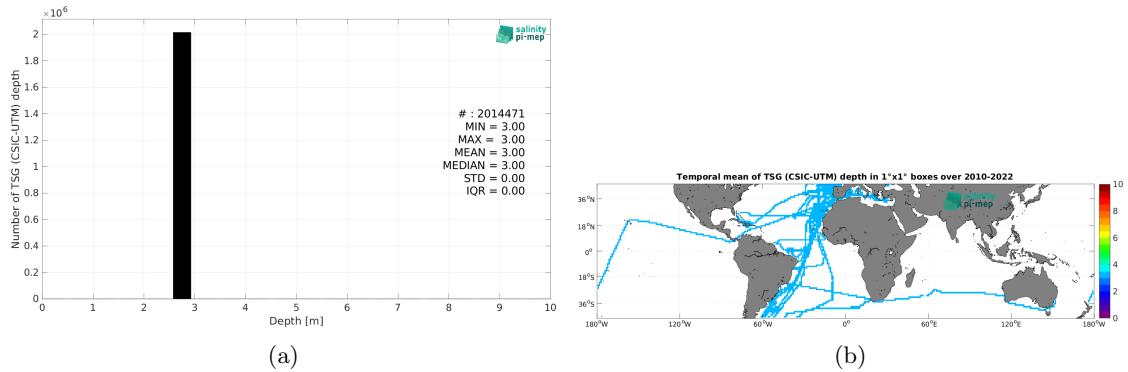 ×10⁶
2
1.8
1.6
1.4
1.2
1
0.8
0.6
0.4
0.2
0
Number of TSG (CSIC-UTM) depth
salinity
pi-mep
# : 2014471
MIN = 3.00
MAX = 3.00
MEAN = 3.00
MEDIAN = 3.00
STD = 0.00
IQR = 0.00
0 1 2 3 4 5 6 7 8 9 10
Depth [m]
(a)
Temporal mean of TSG (CSIC-UTM) depth in 1°x1° boxes over 2010-2022
36°N
18°N
0°
18°S
36°S
salinity
pi-mep
180°W 120°W 60°W 0°E 60°E 120°E 180°W
10
8
6
4
2
0
(b)